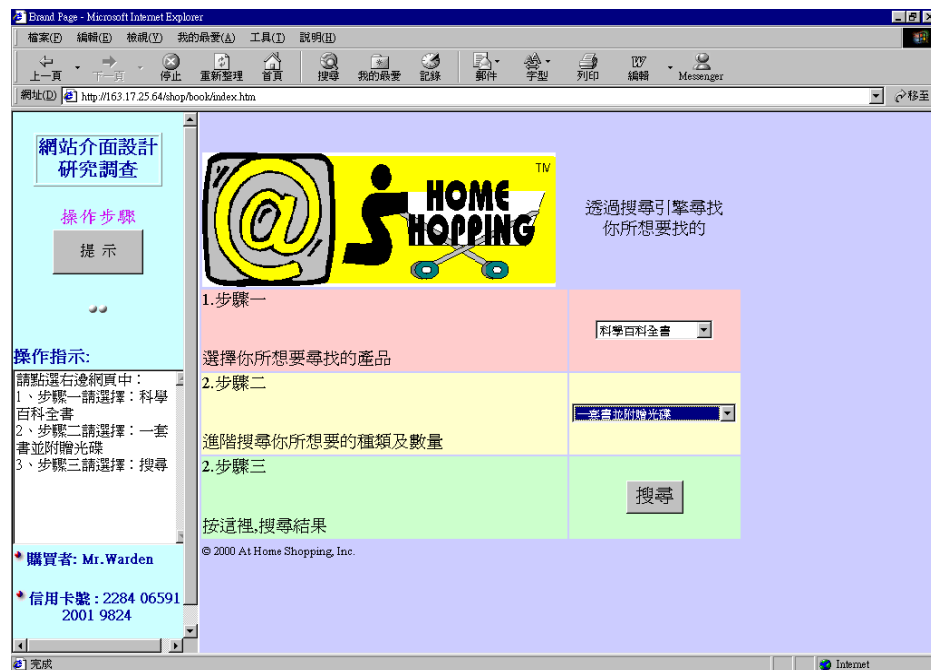 Brand Page - Microsoft Internet Explorer
檔案(F) 編輯(E) 檢視(V) 我的最愛(A) 工具(T) 說明(H)
上一頁 下一頁 停止 重新整理 首頁 搜尋 我的最愛 記錄 郵件 字型 列印 編輯 Messenger
網址(D) http://163.17.25.64/shop/book/index.htm 移至
網站介面設計
研究調查
操作步驟
提 示
操作指示:
請點選右邊網頁中：
1、步驟一請選擇：科學
百科全書
2、步驟二請選擇：一套
書並附贈光碟
3、步驟三請選擇：搜尋
購買者: Mr.Warden
信用卡號 : 2284 06591
2001 9824
@ HOME
SHOPPING
TM
透過搜尋引擎尋找
你所想要找的
1.步驟一
選擇你所想要尋找的產品
科學百科全書
2.步驟二
進階搜尋你所想要的種類及數量
一套書並附贈光碟
2.步驟三
按這裡,搜尋結果
搜尋
© 2000 At Home Shopping, Inc.
完成
Internet